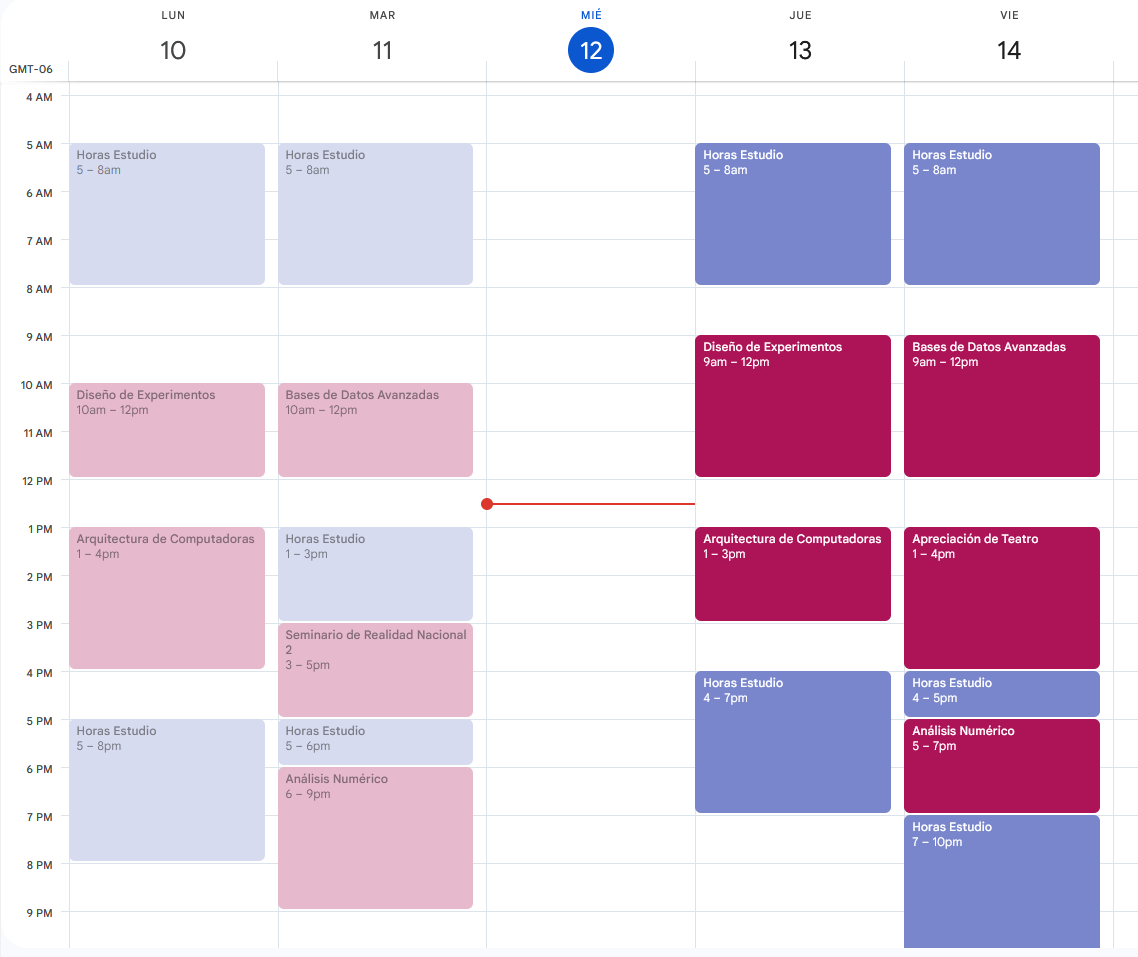 LUN
MAR
MIÉ
JUE
VIE
10
11
12
13
14
GMT-06
4 AM
5 AM
6 AM
7 AM
8 AM
9 AM
10 AM
11 AM
12 PM
1 PM
2 PM
3 PM
4 PM
5 PM
6 PM
7 PM
8 PM
9 PM
Horas Estudio
5 – 8am
Diseño de Experimentos
10am – 12pm
Arquitectura de Computadoras
1 – 4pm
Horas Estudio
5 – 8pm
Horas Estudio
5 – 8am
Bases de Datos Avanzadas
10am – 12pm
Horas Estudio
1 – 3pm
Seminario de Realidad Nacional
2
3 – 5pm
Horas Estudio
5 – 6pm
Análisis Numérico
6 – 9pm
Horas Estudio
5 – 8am
Diseño de Experimentos
9am – 12pm
Arquitectura de Computadoras
1 – 3pm
Horas Estudio
4 – 7pm
Horas Estudio
5 – 8am
Bases de Datos Avanzadas
9am – 12pm
Apreciación de Teatro
1 – 4pm
Horas Estudio
4 – 5pm
Análisis Numérico
5 – 7pm
Horas Estudio
7 – 10pm